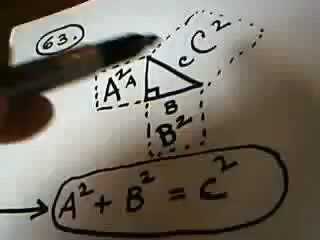 63.
A² A
C C²
B
B²
A² + B² = C²